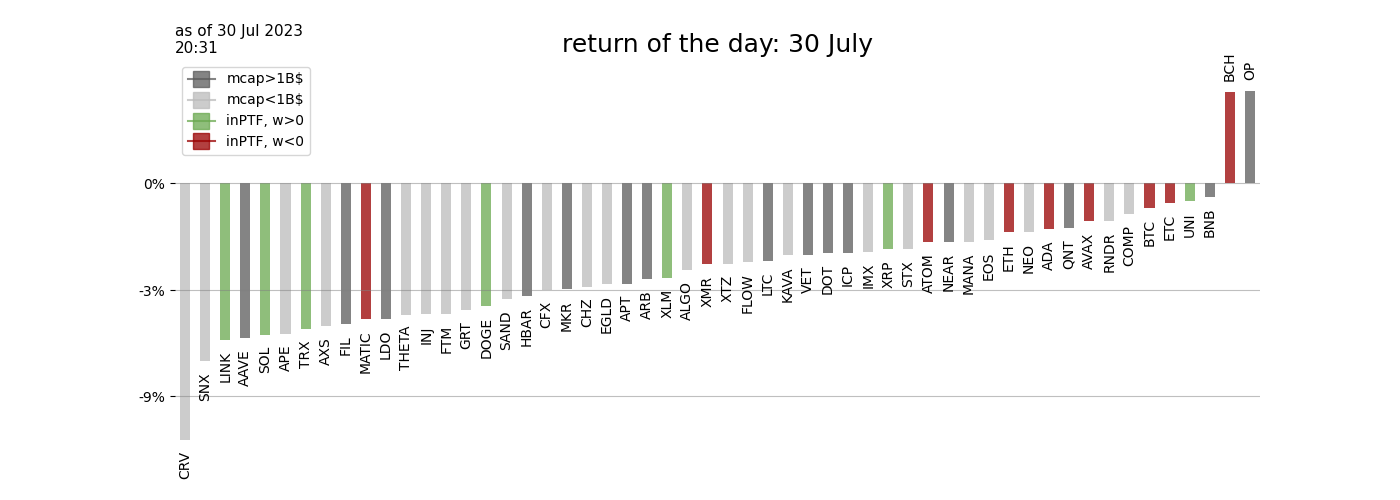 as of 30 Jul 2023
20:31
return of the day: 30 July
mcap>1B$
mcap<1B$
inPTF, w>0
inPTF, w<0
0%
-3%
-9%
CRV
SNX
LINK
AAVE
SOL
APE
TRX
AXS
FIL
MATIC
LDO
THETA
INJ
FTM
GRT
DOGE
SAND
HBAR
CFX
MKR
CHZ
EGLD
APT
ARB
XLM
ALGO
XMR
XTZ
FLOW
LTC
KAVA
VET
DOT
ICP
IMX
XRP
STX
ATOM
NEAR
MANA
EOS
ETH
NEO
ADA
QNT
AVAX
RNDR
COMP
BTC
ETC
UNI
BNB
BCH
OP